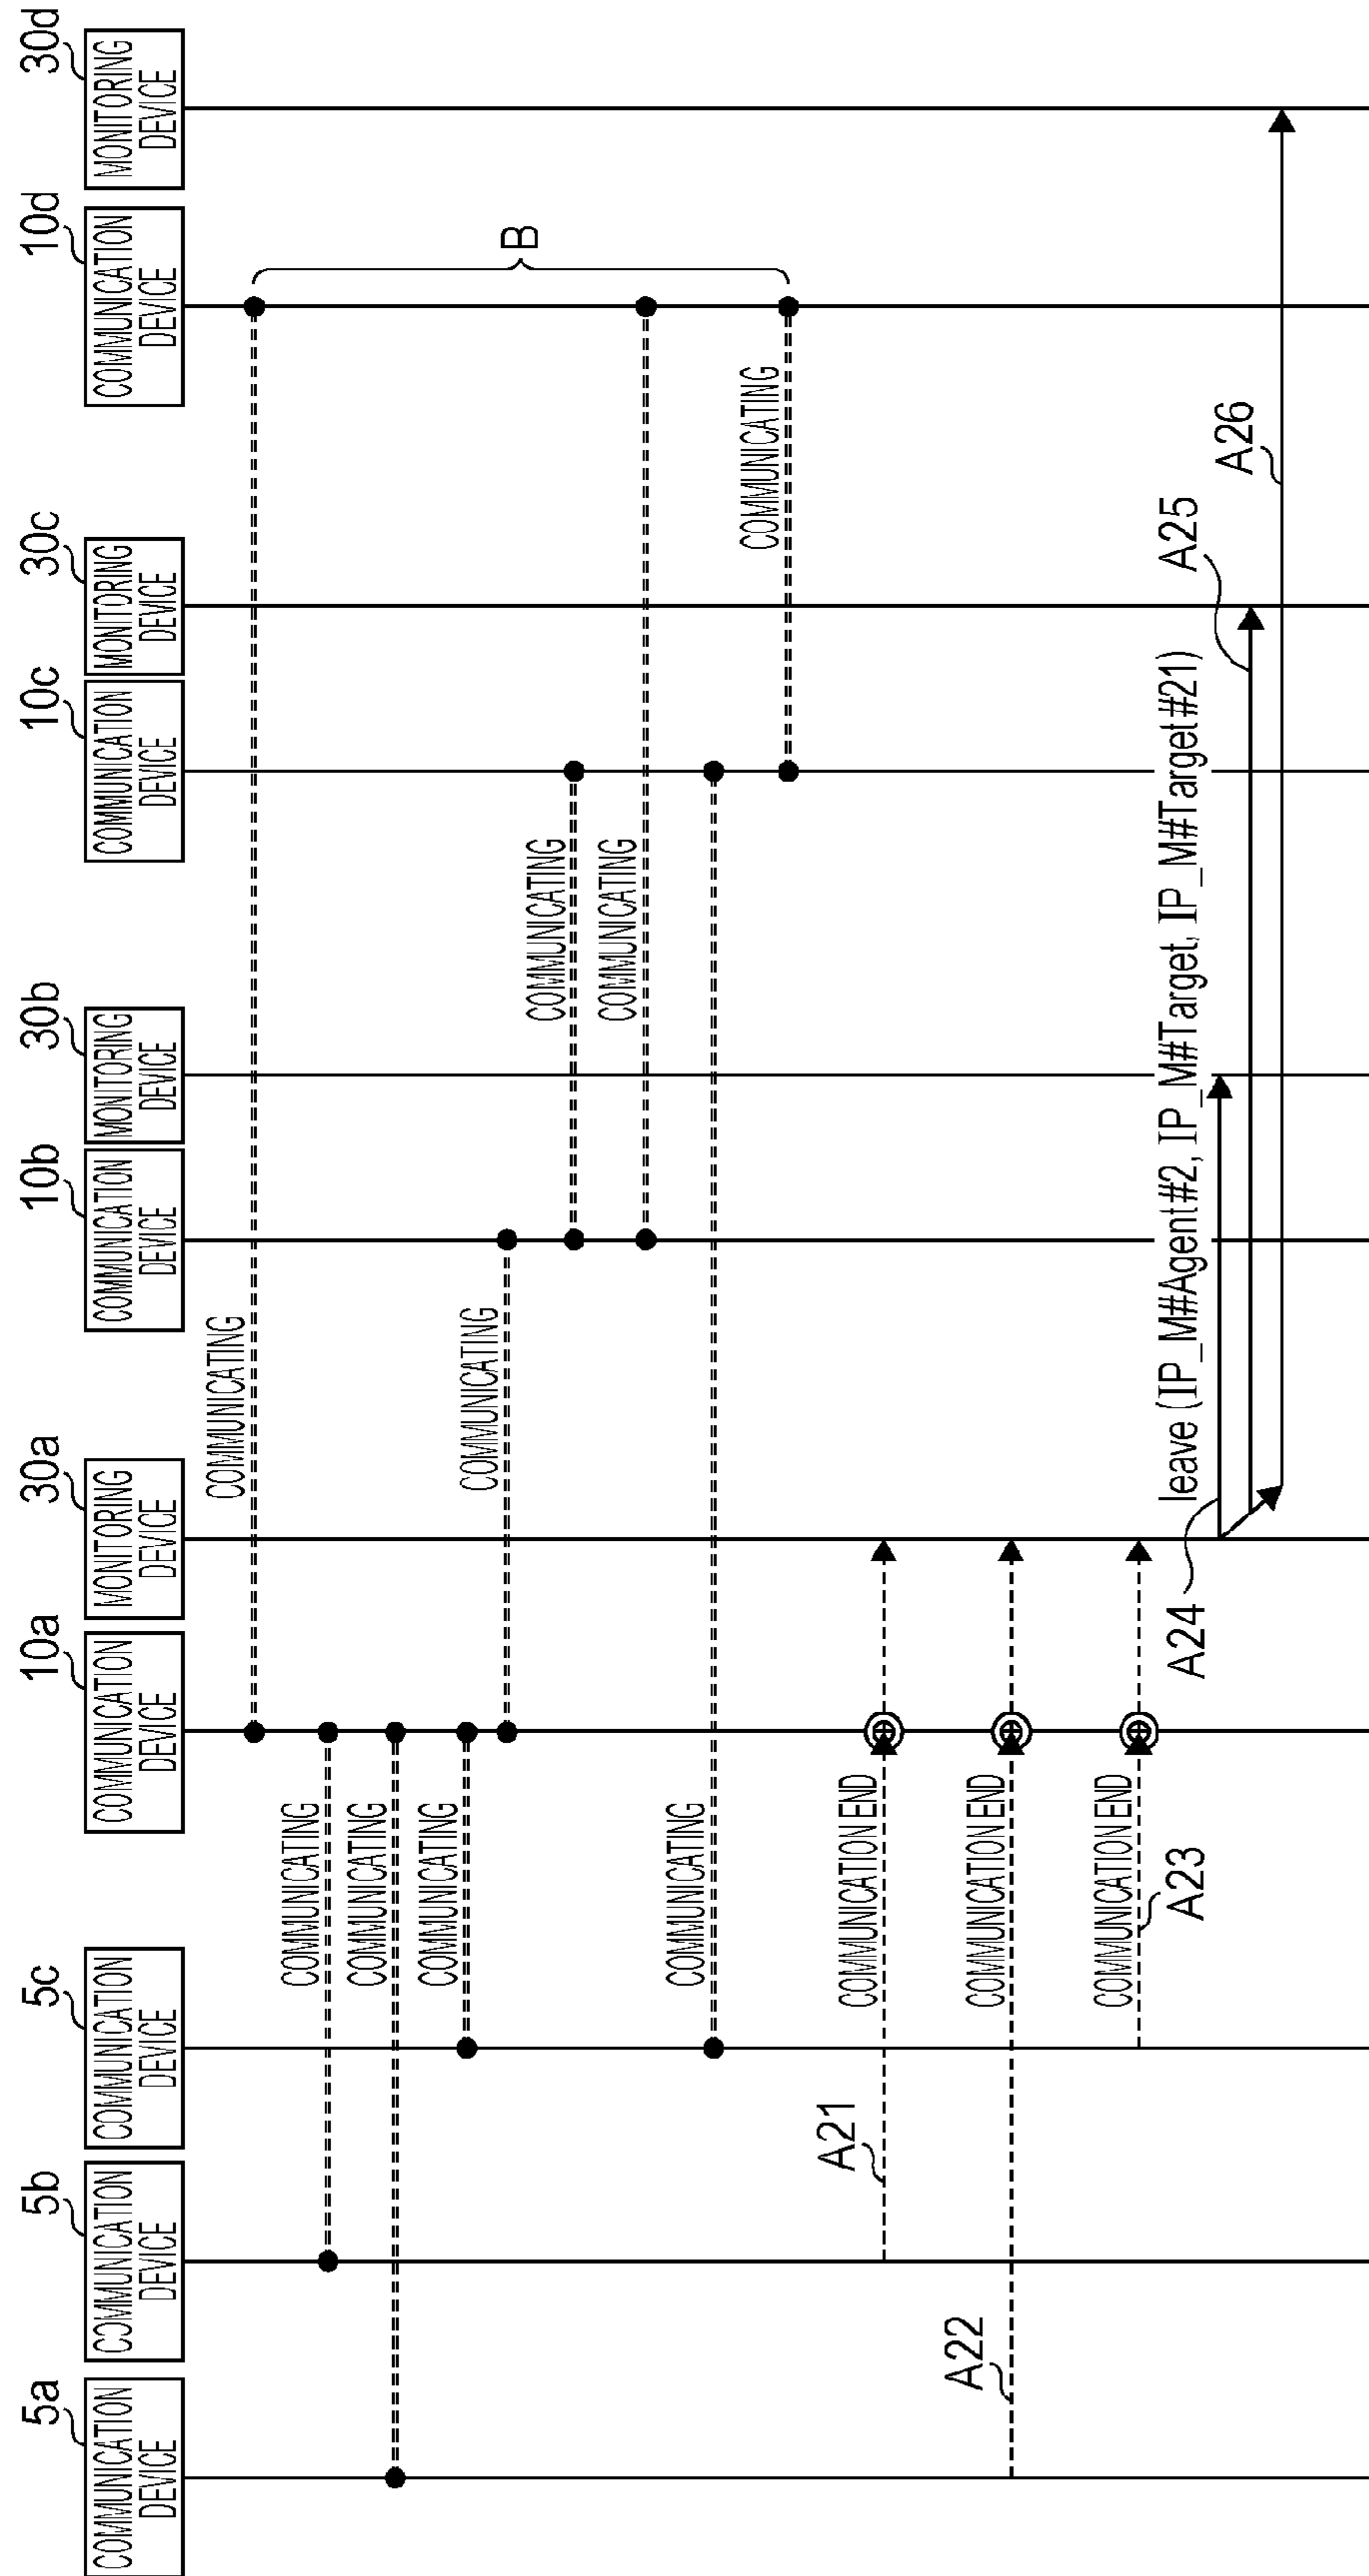 5a
COMMUNICATION
DEVICE
5b
COMMUNICATION
DEVICE
5c
COMMUNICATION
DEVICE
10a
COMMUNICATION
DEVICE
30a
MONITORING
DEVICE
10b
COMMUNICATION
DEVICE
30b
MONITORING
DEVICE
10c
COMMUNICATION
DEVICE
30c
MONITORING
DEVICE
10d
COMMUNICATION
DEVICE
30d
MONITORING
DEVICE
COMMUNICATING
COMMUNICATING
COMMUNICATING
COMMUNICATING
COMMUNICATING
B
COMMUNICATING
COMMUNICATING
COMMUNICATING
COMMUNICATING
A21
COMMUNICATION END
A22
COMMUNICATION END
COMMUNICATION END
A23
A24
leave (IP_M#Agent#2, IP_M#Target, IP_M#Target#21)
A25
A26